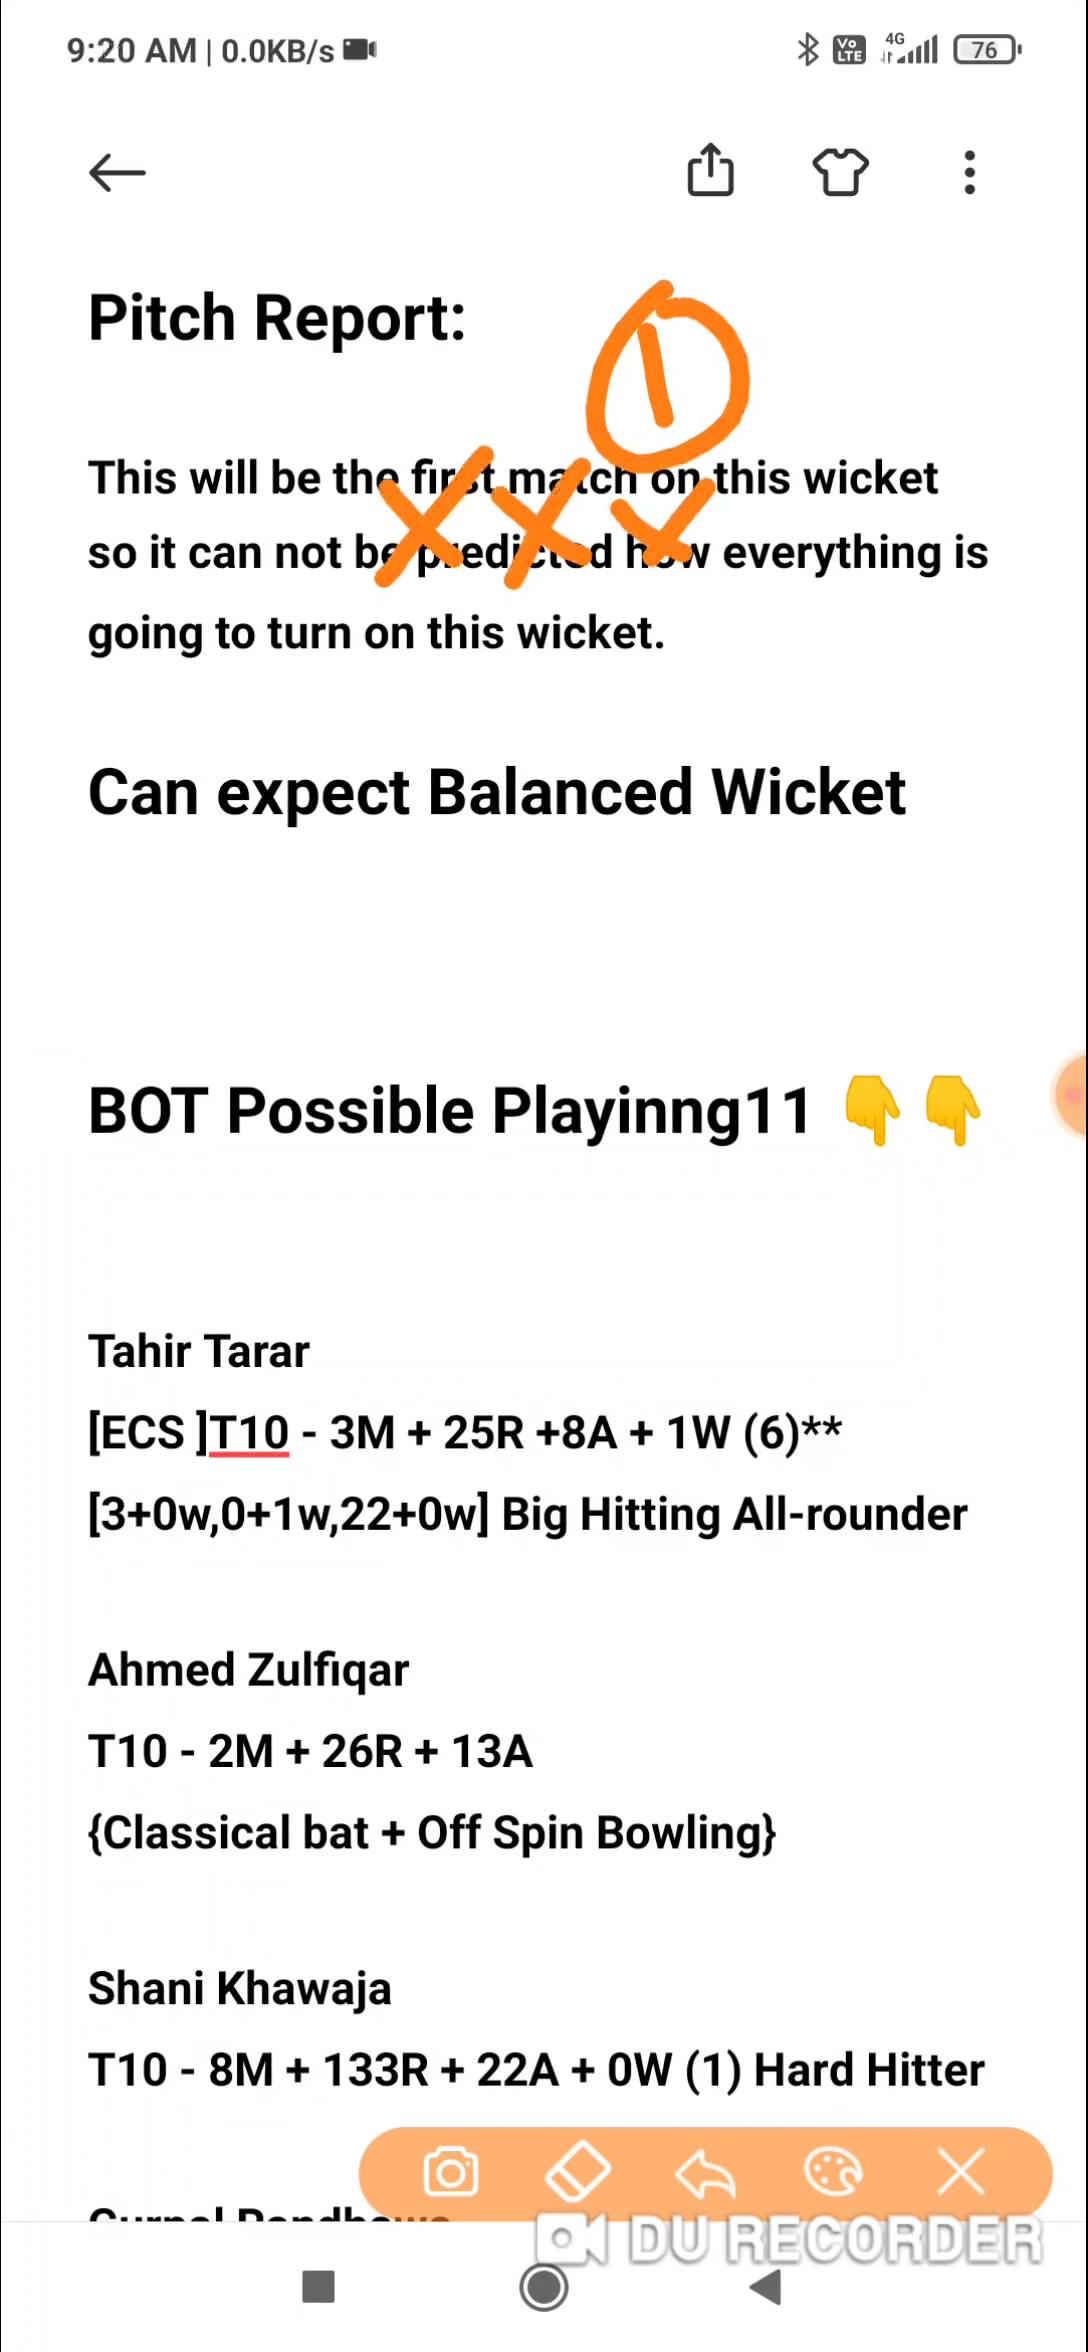 9:20 AM | 0.0KB/s
Vo LTE 4G 76
Pitch Report:
1
This will be the first match on this wicket
so it can not be predicted how everything is
going to turn on this wicket.
Can expect Balanced Wicket
BOT Possible Playinng11 👇👇
Tahir Tarar
[ECS ]T10 - 3M + 25R +8A + 1W (6)**
[3+0w,0+1w,22+0w] Big Hitting All-rounder
Ahmed Zulfiqar
T10 - 2M + 26R + 13A
{Classical bat + Off Spin Bowling}
Shani Khawaja
T10 - 8M + 133R + 22A + 0W (1) Hard Hitter
DU RECORDER